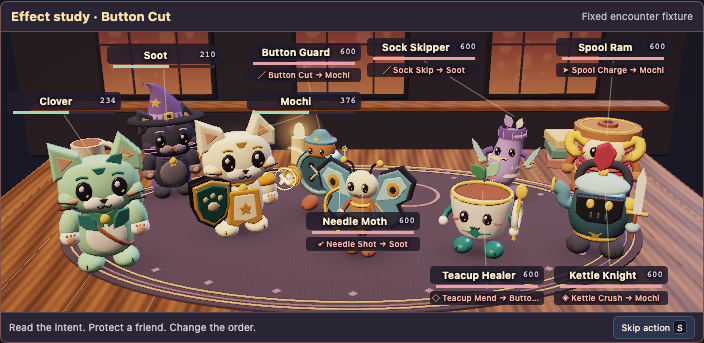 Effect study · Button Cut
Fixed encounter fixture
Soot 210
Button Guard 600
Button Cut → Mochi
Sock Skipper 600
Sock Skip → Soot
Spool Ram 600
Spool Charge → Mochi
Clover 234
Mochi 376
Needle Moth 600
Needle Shot → Soot
Teacup Healer 600
Teacup Mend → Butto...
Kettle Knight 600
Kettle Crush → Mochi
Read the intent. Protect a friend. Change the order.
Skip action S